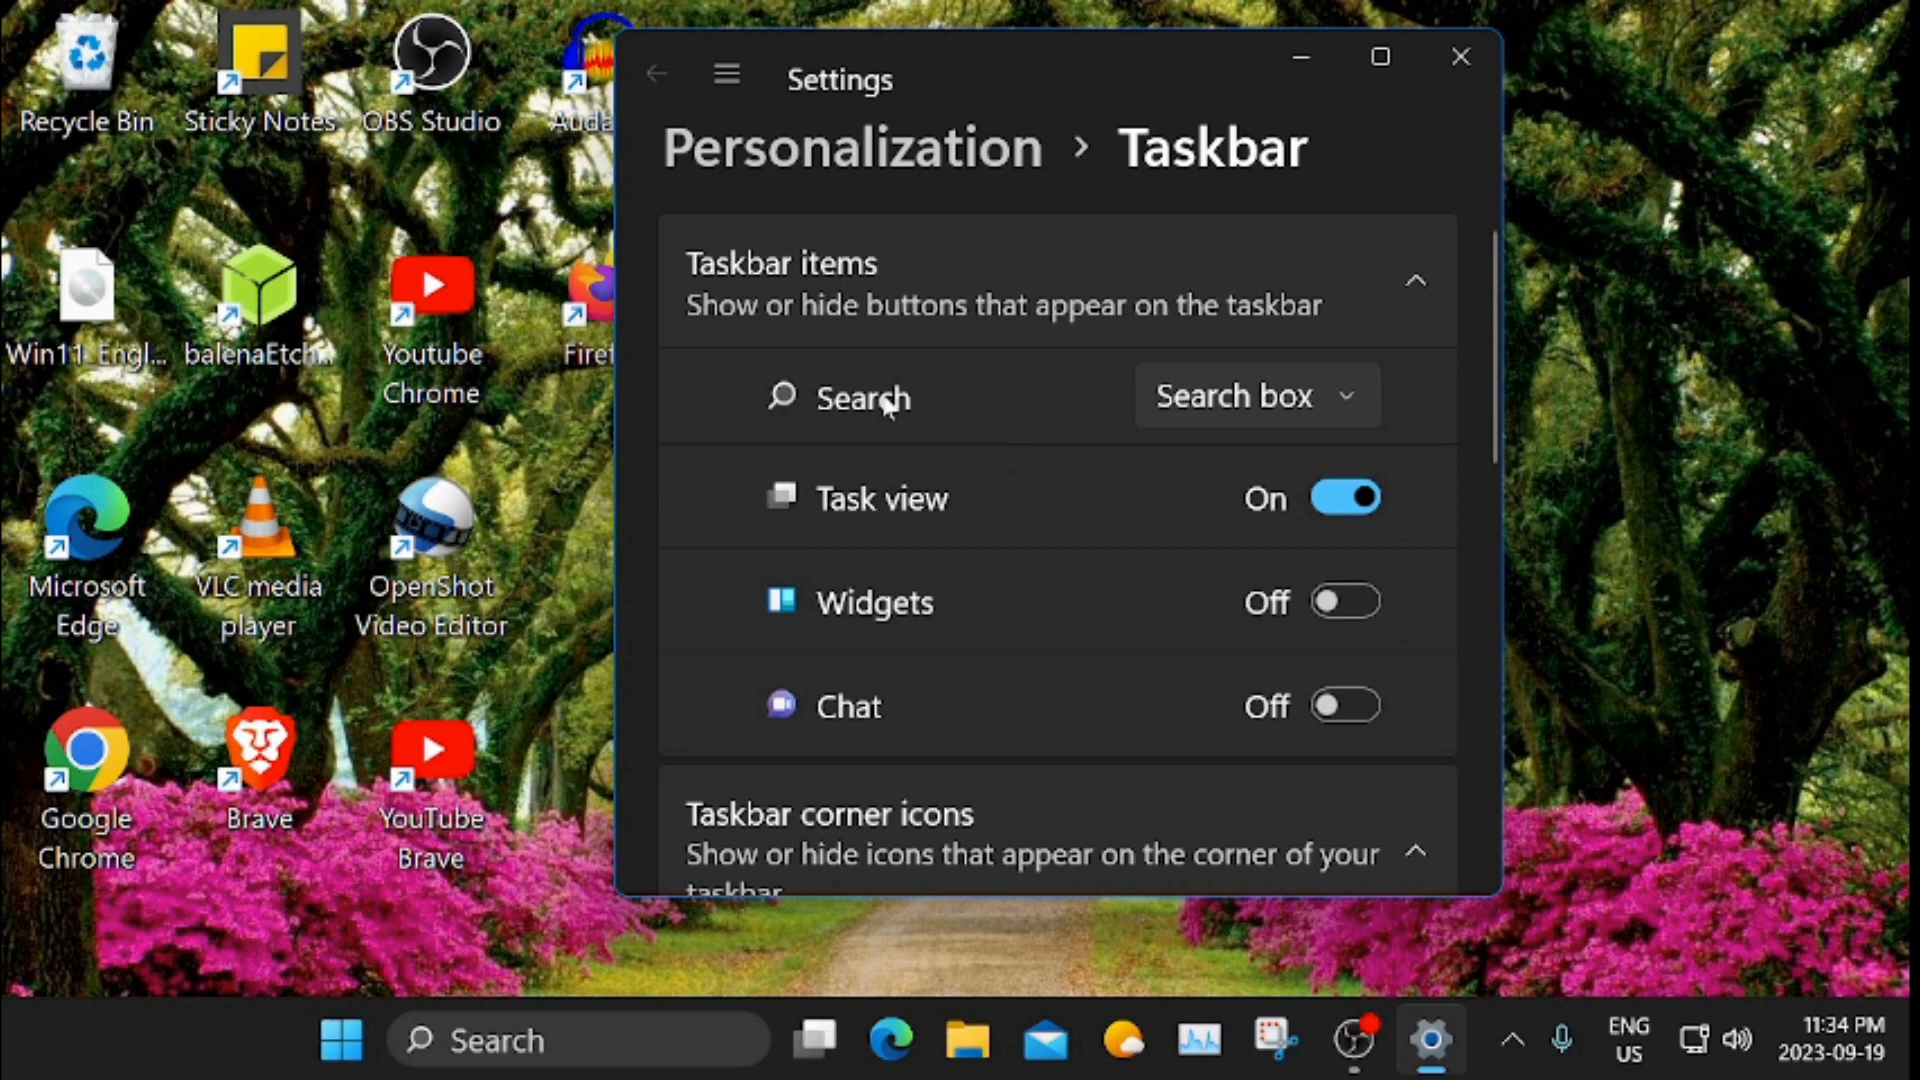 Recycle Bin
Sticky Notes
OBS Studio
Win11_Engl...
balenaEtch...
Youtube
Chrome
Microsoft
Edge
VLC media
player
OpenShot
Video Editor
Google
Chrome
Brave
YouTube
Brave
Settings
Personalization > Taskbar
Taskbar items
Show or hide buttons that appear on the taskbar
Search
Search box
Task view
On
Widgets
Off
Chat
Off
Taskbar corner icons
Show or hide icons that appear on the corner of your
taskbar
Search
ENG
US
11:34 PM
2023-09-19